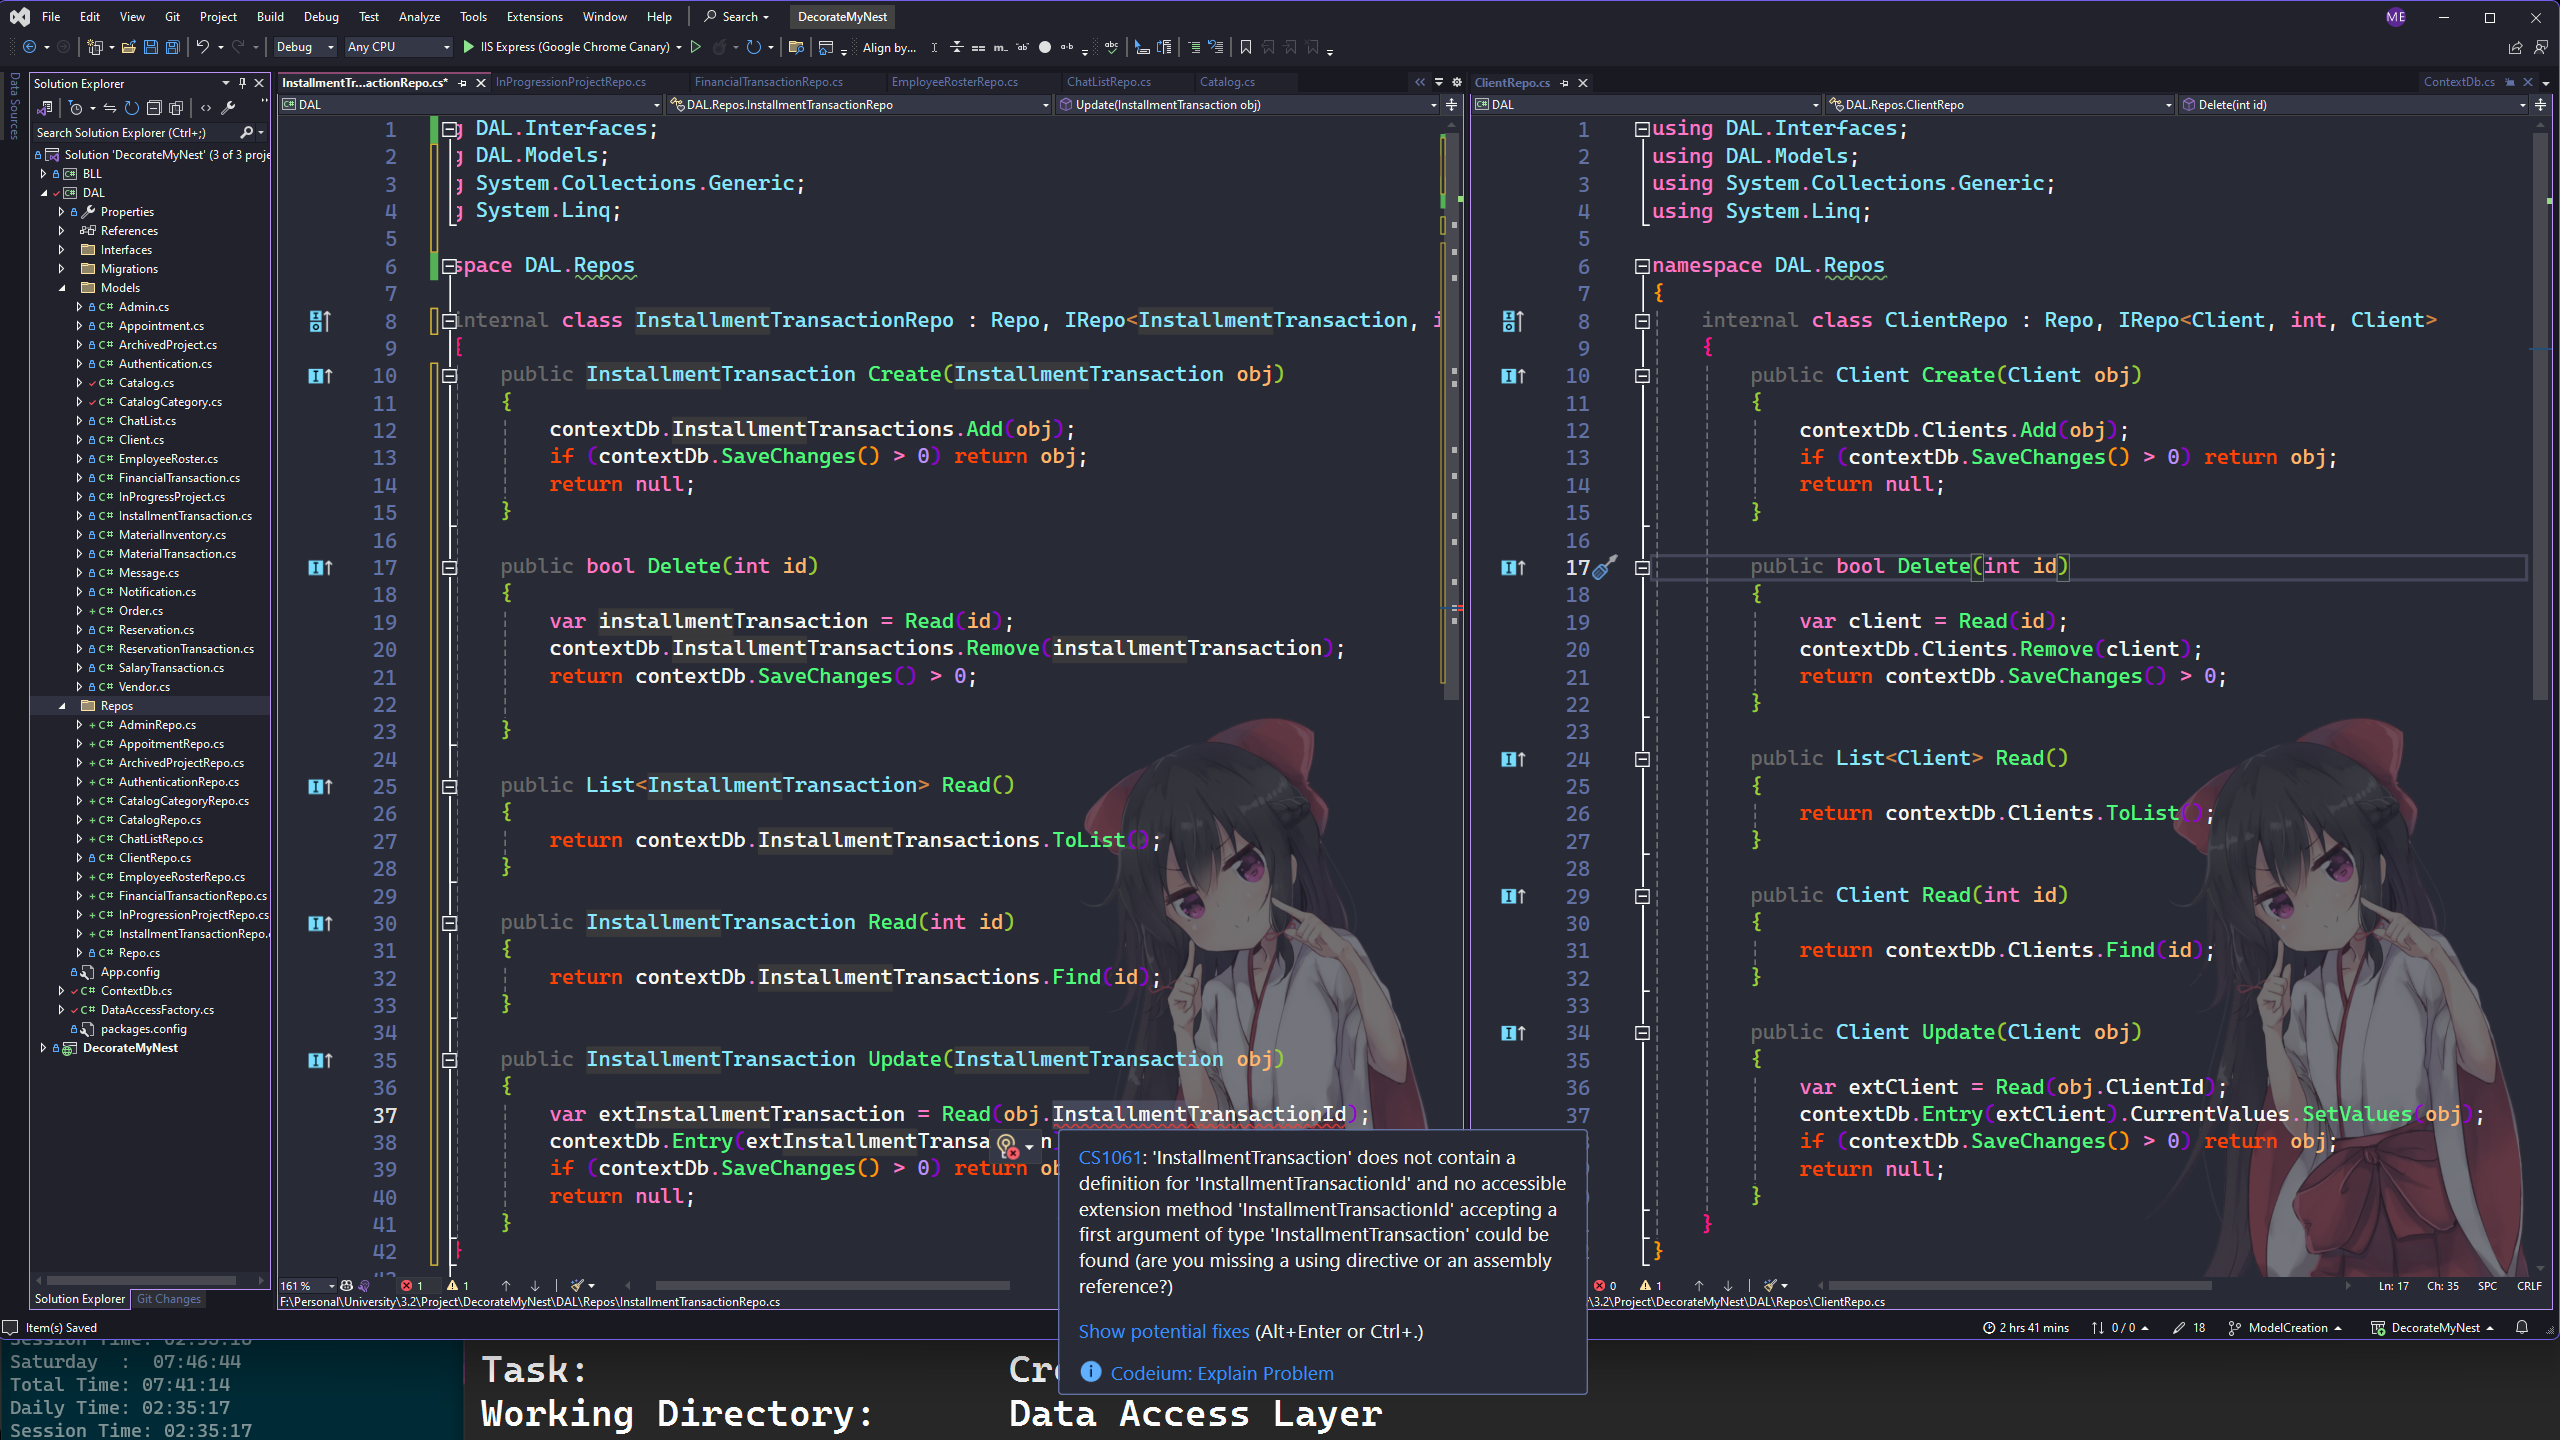 File Edit View Git Project Build Debug Test Analyze Tools Extensions Window Help Search DecorateMyNest ME
Debug Any CPU IIS Express (Google Chrome Canary) Align by...
Data Sources
Solution Explorer
Search Solution Explorer (Ctrl+;)
Solution 'DecorateMyNest' (3 of 3 proje
BLL
DAL
Properties
References
Interfaces
Migrations
Models
Admin.cs
Appointment.cs
ArchivedProject.cs
Authentication.cs
Catalog.cs
CatalogCategory.cs
ChatList.cs
Client.cs
EmployeeRoster.cs
FinancialTransaction.cs
InProgressProject.cs
InstallmentTransaction.cs
MaterialInventory.cs
MaterialTransaction.cs
Message.cs
Notification.cs
Order.cs
Reservation.cs
ReservationTransaction.cs
SalaryTransaction.cs
Vendor.cs
Repos
AdminRepo.cs
AppoitmentRepo.cs
ArchivedProjectRepo.cs
AuthenticationRepo.cs
CatalogCategoryRepo.cs
CatalogRepo.cs
ChatListRepo.cs
ClientRepo.cs
EmployeeRosterRepo.cs
FinancialTransactionRepo.cs
InProgressionProjectRepo.cs
InstallmentTransactionRepo.
Repo.cs
App.config
ContextDb.cs
DataAccessFactory.cs
packages.config
DecorateMyNest
Solution Explorer Git Changes
InstallmentTr...actionRepo.cs* InProgressionProjectRepo.cs FinancialTransactionRepo.cs EmployeeRosterRepo.cs ChatListRepo.cs Catalog.cs
DAL DAL.Repos.InstallmentTransactionRepo Update(InstallmentTransaction obj)
1 g DAL.Interfaces;
2 g DAL.Models;
3 g System.Collections.Generic;
4 g System.Linq;
5
6 space DAL.Repos
7
8 internal class InstallmentTransactionRepo : Repo, IRepo<InstallmentTransaction, i
9 {
10 public InstallmentTransaction Create(InstallmentTransaction obj)
11 {
12 contextDb.InstallmentTransactions.Add(obj);
13 if (contextDb.SaveChanges() > 0) return obj;
14 return null;
15 }
16
17 public bool Delete(int id)
18 {
19 var installmentTransaction = Read(id);
20 contextDb.InstallmentTransactions.Remove(installmentTransaction);
21 return contextDb.SaveChanges() > 0;
22
23 }
24
25 public List<InstallmentTransaction> Read()
26 {
27 return contextDb.InstallmentTransactions.ToList();
28 }
29
30 public InstallmentTransaction Read(int id)
31 {
32 return contextDb.InstallmentTransactions.Find(id);
33 }
34
35 public InstallmentTransaction Update(InstallmentTransaction obj)
36 {
37 var extInstallmentTransaction = Read(obj.InstallmentTransactionId);
38 contextDb.Entry(extInstallmentTransa
39 if (contextDb.SaveChanges() > 0) return ob
40 return null;
41 }
42 }
161 % 1 1
F:\Personal\University\3.2\Project\DecorateMyNest\DAL\Repos\InstallmentTransactionRepo.cs
CS1061: 'InstallmentTransaction' does not contain a
definition for 'InstallmentTransactionId' and no accessible
extension method 'InstallmentTransactionId' accepting a
first argument of type 'InstallmentTransaction' could be
found (are you missing a using directive or an assembly
reference?)
Show potential fixes (Alt+Enter or Ctrl+.)
Codeium: Explain Problem
ClientRepo.cs ContextDb.cs
DAL DAL.Repos.ClientRepo Delete(int id)
1 using DAL.Interfaces;
2 using DAL.Models;
3 using System.Collections.Generic;
4 using System.Linq;
5
6 namespace DAL.Repos
7 {
8 internal class ClientRepo : Repo, IRepo<Client, int, Client>
9 {
10 public Client Create(Client obj)
11 {
12 contextDb.Clients.Add(obj);
13 if (contextDb.SaveChanges() > 0) return obj;
14 return null;
15 }
16
17 public bool Delete(int id)
18 {
19 var client = Read(id);
20 contextDb.Clients.Remove(client);
21 return contextDb.SaveChanges() > 0;
22 }
23
24 public List<Client> Read()
25 {
26 return contextDb.Clients.ToList();
27 }
28
29 public Client Read(int id)
30 {
31 return contextDb.Clients.Find(id);
32 }
33
34 public Client Update(Client obj)
35 {
36 var extClient = Read(obj.ClientId);
37 contextDb.Entry(extClient).CurrentValues.SetValues(obj);
if (contextDb.SaveChanges() > 0) return obj;
return null;
}
}
}
0 1 Ln: 17 Ch: 35 SPC CRLF
\3.2\Project\DecorateMyNest\DAL\Repos\ClientRepo.cs
Item(s) Saved 2 hrs 41 mins 0 / 0 18 ModelCreation DecorateMyNest
Saturday : 07:46:44
Total Time: 07:41:14
Daily Time: 02:35:17
Session Time: 02:35:17
Task: Cr
Working Directory: Data Access Layer